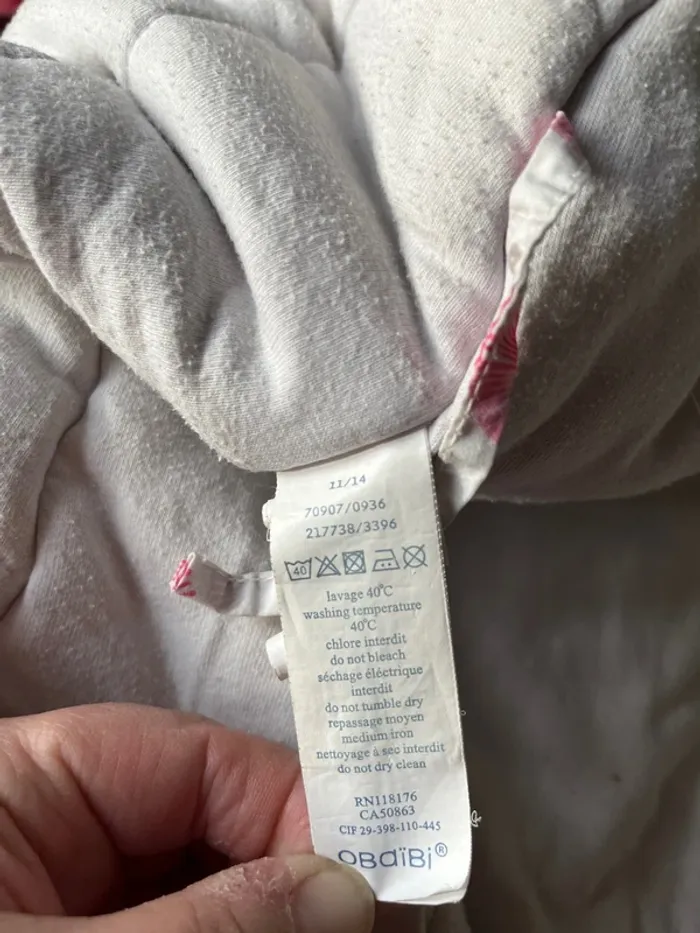 11/14
70907/0936
217738/3396
40
lavage 40°C
washing temperature
40°C
chlore interdit
do not bleach
séchage éléctrique
interdit
do not tumble dry
repassage moyen
medium iron
nettoyage à sec interdit
do not dry clean
RN118176
CA50863
CIF 29-398-110-445
OBaïBi®